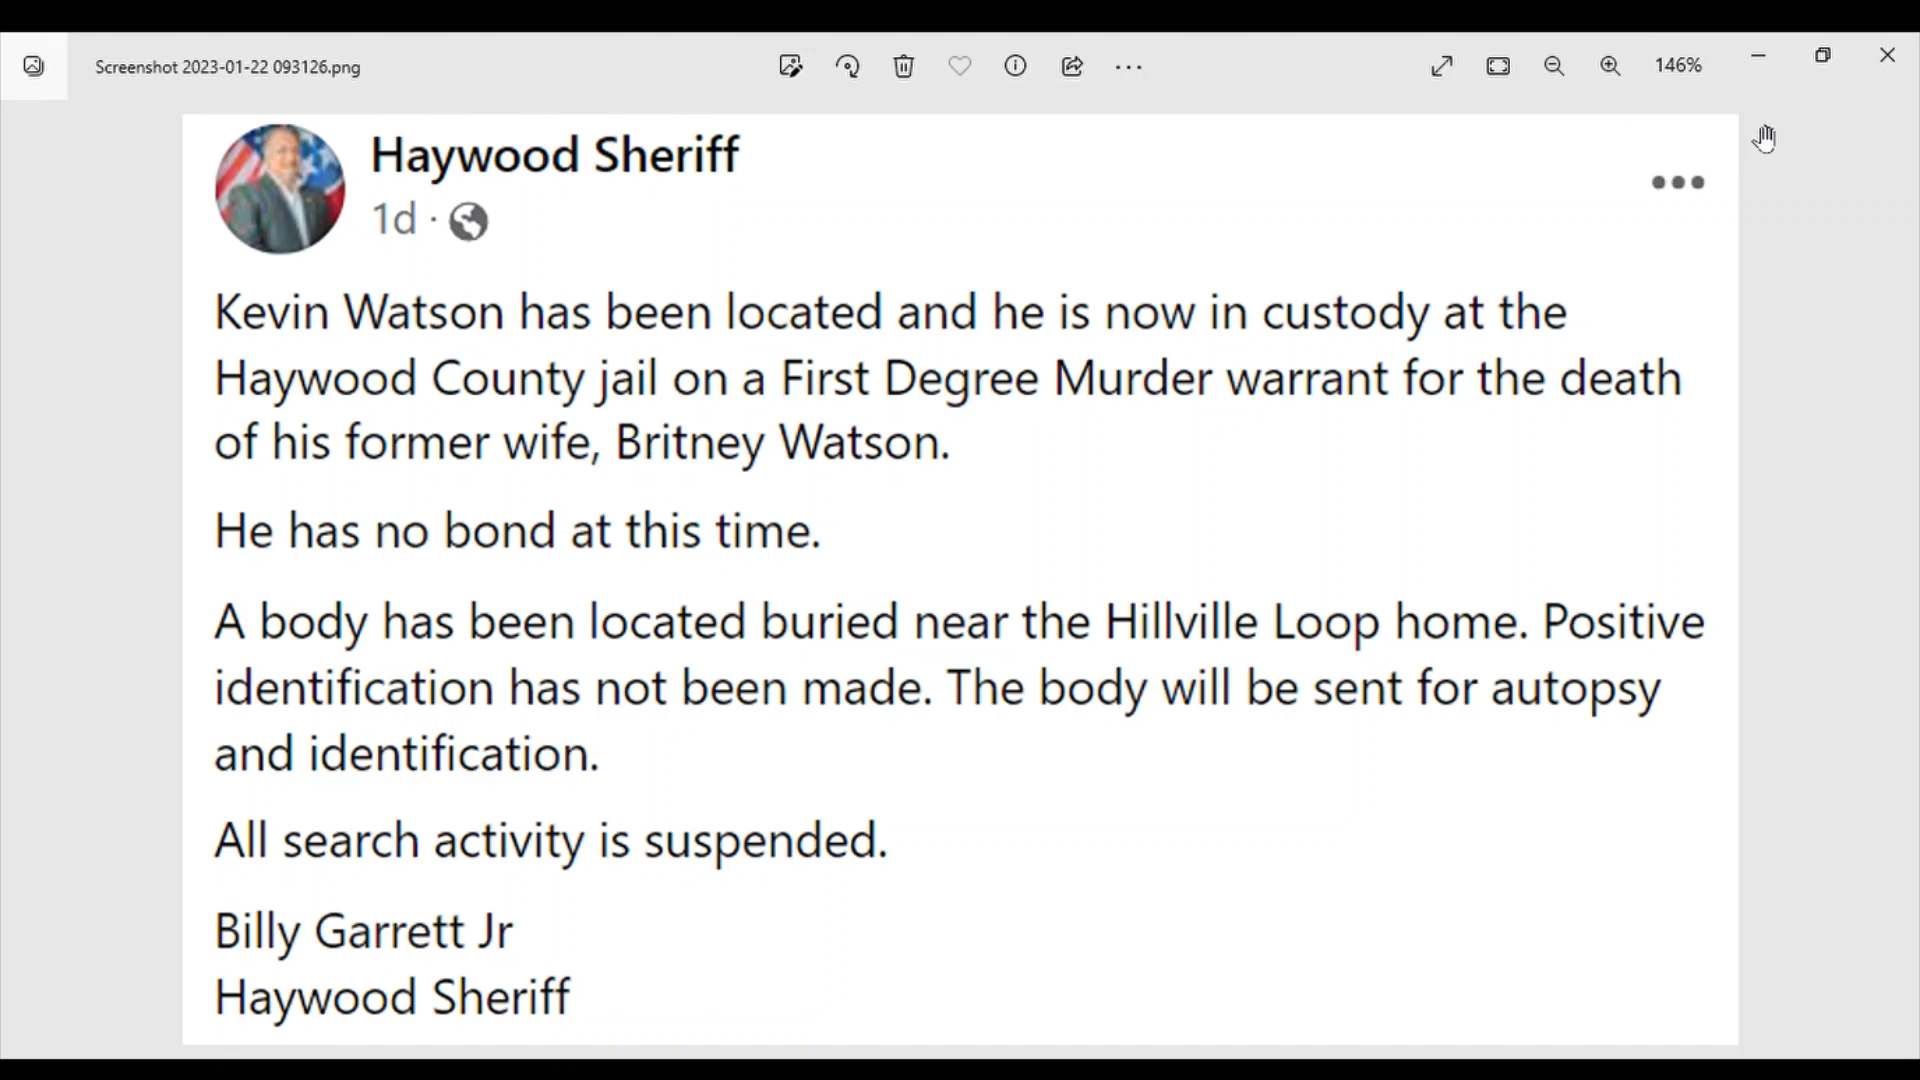 Screenshot 2023-01-22 093126.png
146%
Haywood Sheriff
1d ·
Kevin Watson has been located and he is now in custody at the
Haywood County jail on a First Degree Murder warrant for the death
of his former wife, Britney Watson.
He has no bond at this time.
A body has been located buried near the Hillville Loop home. Positive
identification has not been made. The body will be sent for autopsy
and identification.
All search activity is suspended.
Billy Garrett Jr
Haywood Sheriff